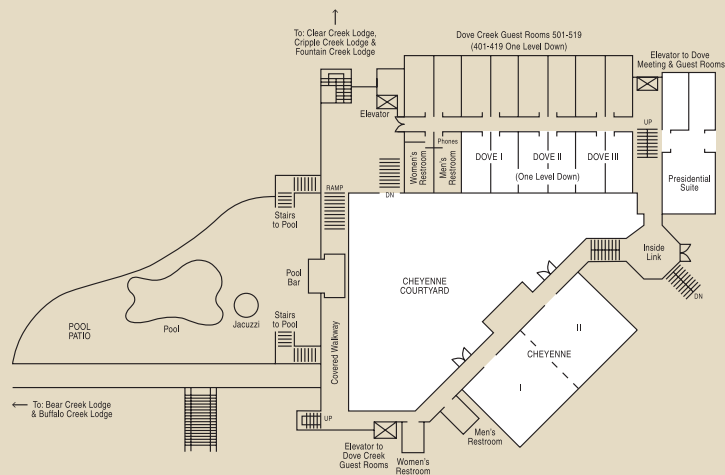 To: Clear Creek Lodge,
Cripple Creek Lodge &
Fountain Creek Lodge
Dove Creek Guest Rooms 501-519
(401-419 One Level Down)
Elevator to Dove
Meeting & Guest Rooms
Elevator
UP
Phones
Women's
Restroom
Men's
Restroom
DOVE I
DOVE II
DOVE III
(One Level Down)
Presidential
Suite
RAMP
DN
Stairs
to Pool
Inside
Link
DN
Pool
Bar
CHEYENNE
COURTYARD
POOL
PATIO
Pool
Jacuzzi
Stairs
to Pool
Covered Walkway
II
CHEYENNE
I
To: Bear Creek Lodge
& Buffalo Creek Lodge
UP
Elevator to
Dove Creek
Guest Rooms
Women's
Restroom
Men's
Restroom